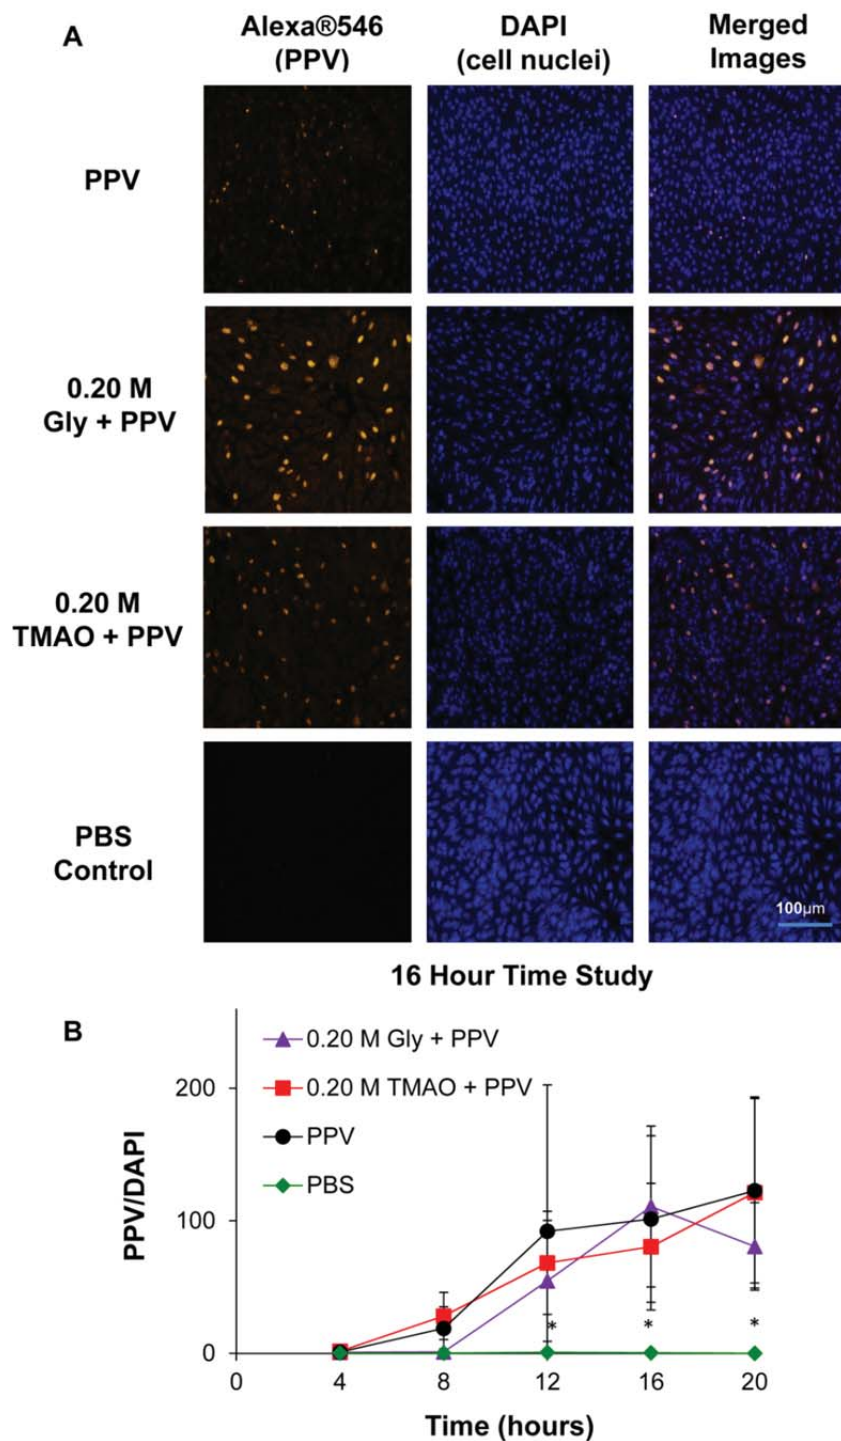 A
Alexa®546
(PPV)
DAPI
(cell nuclei)
Merged
Images
PPV
0.20 M
Gly + PPV
0.20 M
TMAO + PPV
PBS
Control
100µm
16 Hour Time Study
B
0.20 M Gly + PPV
0.20 M TMAO + PPV
PPV
PBS
PPV/DAPI
200
100
0
* * *
0 4 8 12 16 20
Time (hours)